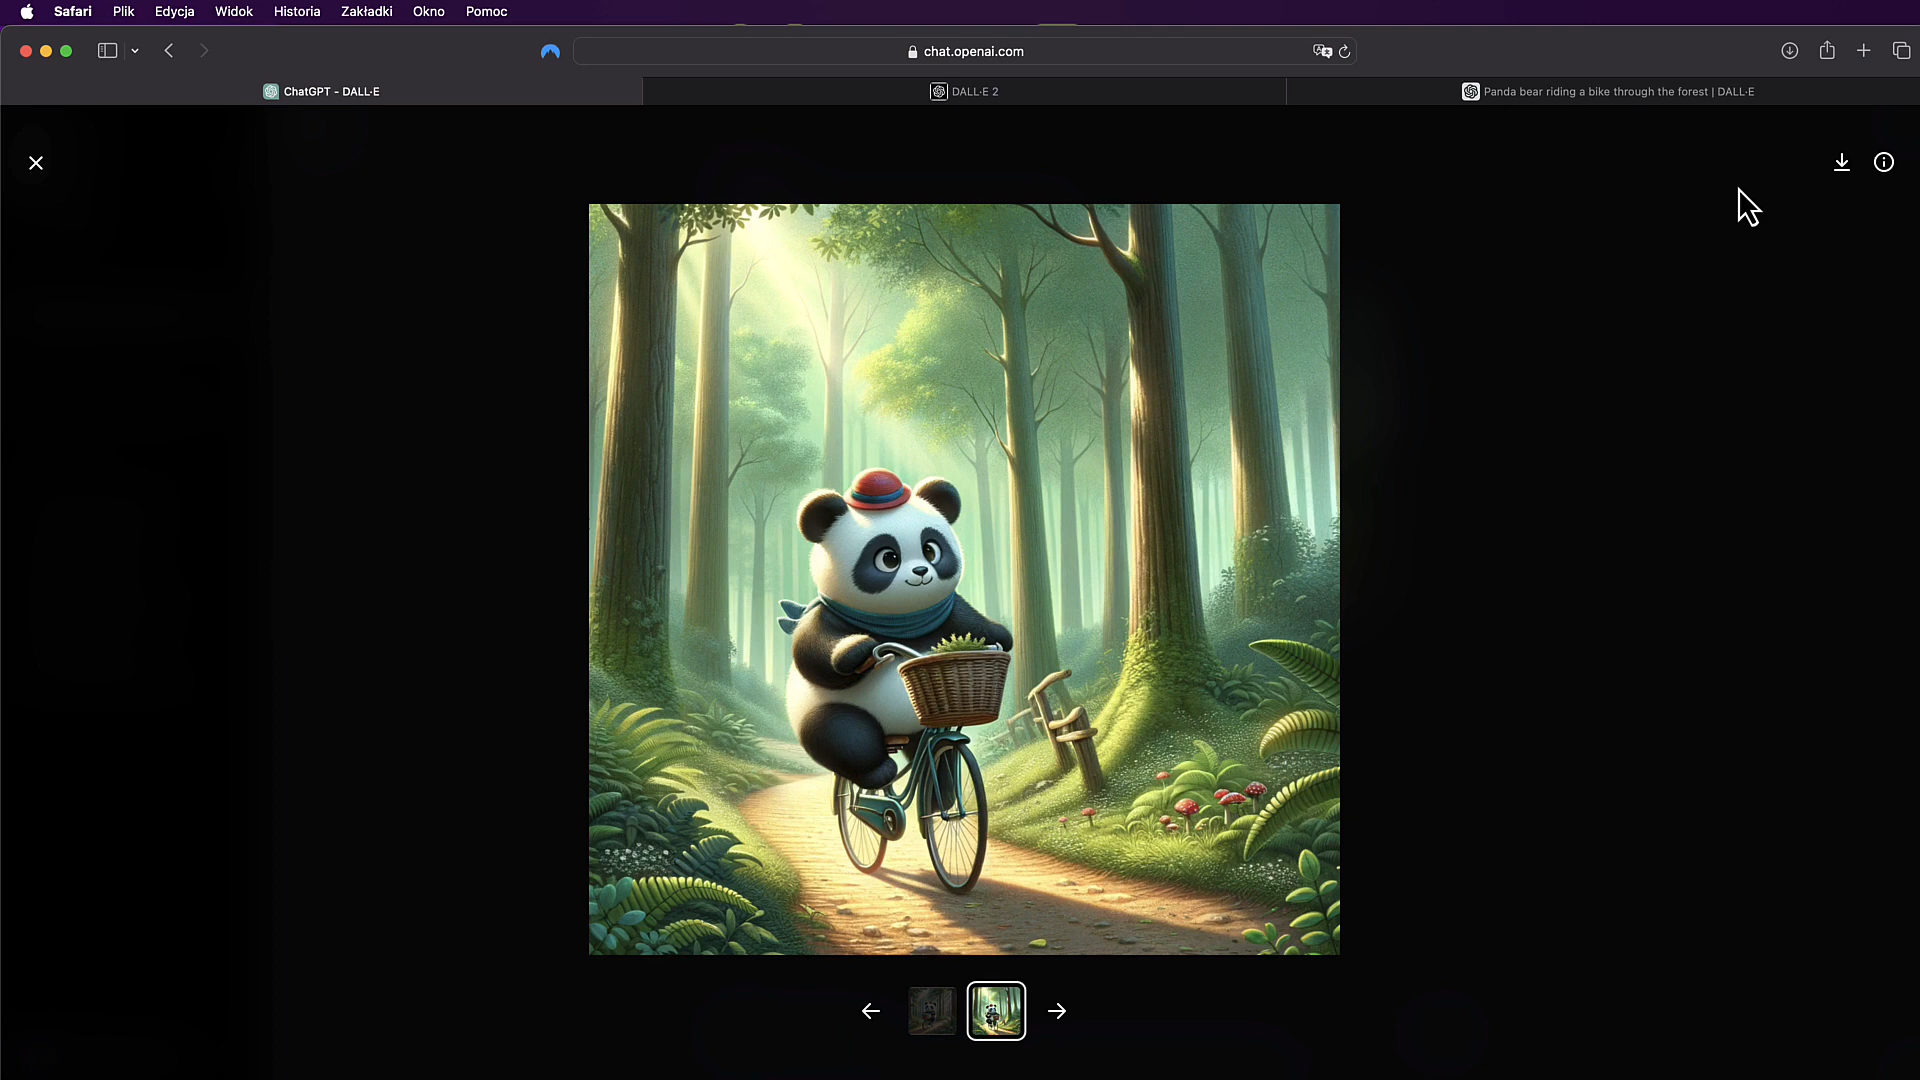 Safari Plik Edycja Widok Historia Zakładki Okno Pomoc
chat.openai.com
ChatGPT - DALL·E
DALL·E 2
Panda bear riding a bike through the forest | DALL·E